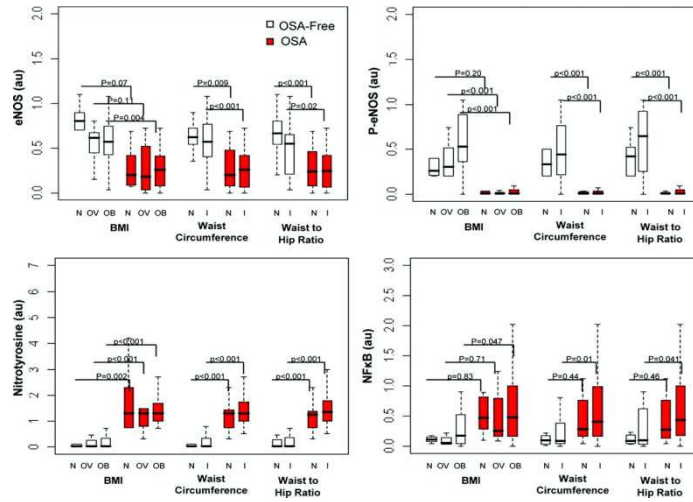 OSA-Free
OSA
eNOS (au)
2.0
1.5
1.0
0.5
0.0
P=0.07
P=0.11
P=0.004
P=0.009
p<0.001
p<0.001
P=0.02
N OV OB N OV OB N I N I N I N I
BMI
Waist
Circumference
Waist to
Hip Ratio
P-eNOS (au)
2.0
1.5
1.0
0.5
0.0
P=0.20
p<0.001
p<0.001
p<0.001
p<0.001
p<0.001
p<0.001
N OV OB N OV OB N I N I N I N I
BMI
Waist
Circumference
Waist to
Hip Ratio
Nitrotyrosine (au)
7
6
5
4
3
2
1
0
p<0.001
p<0.001
P=0.002
p<0.001
p<0.001
p<0.001
p<0.001
N OV OB N OV OB N I N I N I N I
BMI
Waist
Circumference
Waist to
Hip Ratio
NFκB (au)
3.0
2.5
2.0
1.5
1.0
0.5
0.0
P=0.047
P=0.71
P=0.83
P=0.01
P=0.44
P=0.041
P=0.46
N OV OB N OV OB N I N I N I N I
BMI
Waist
Circumference
Waist to
Hip Ratio